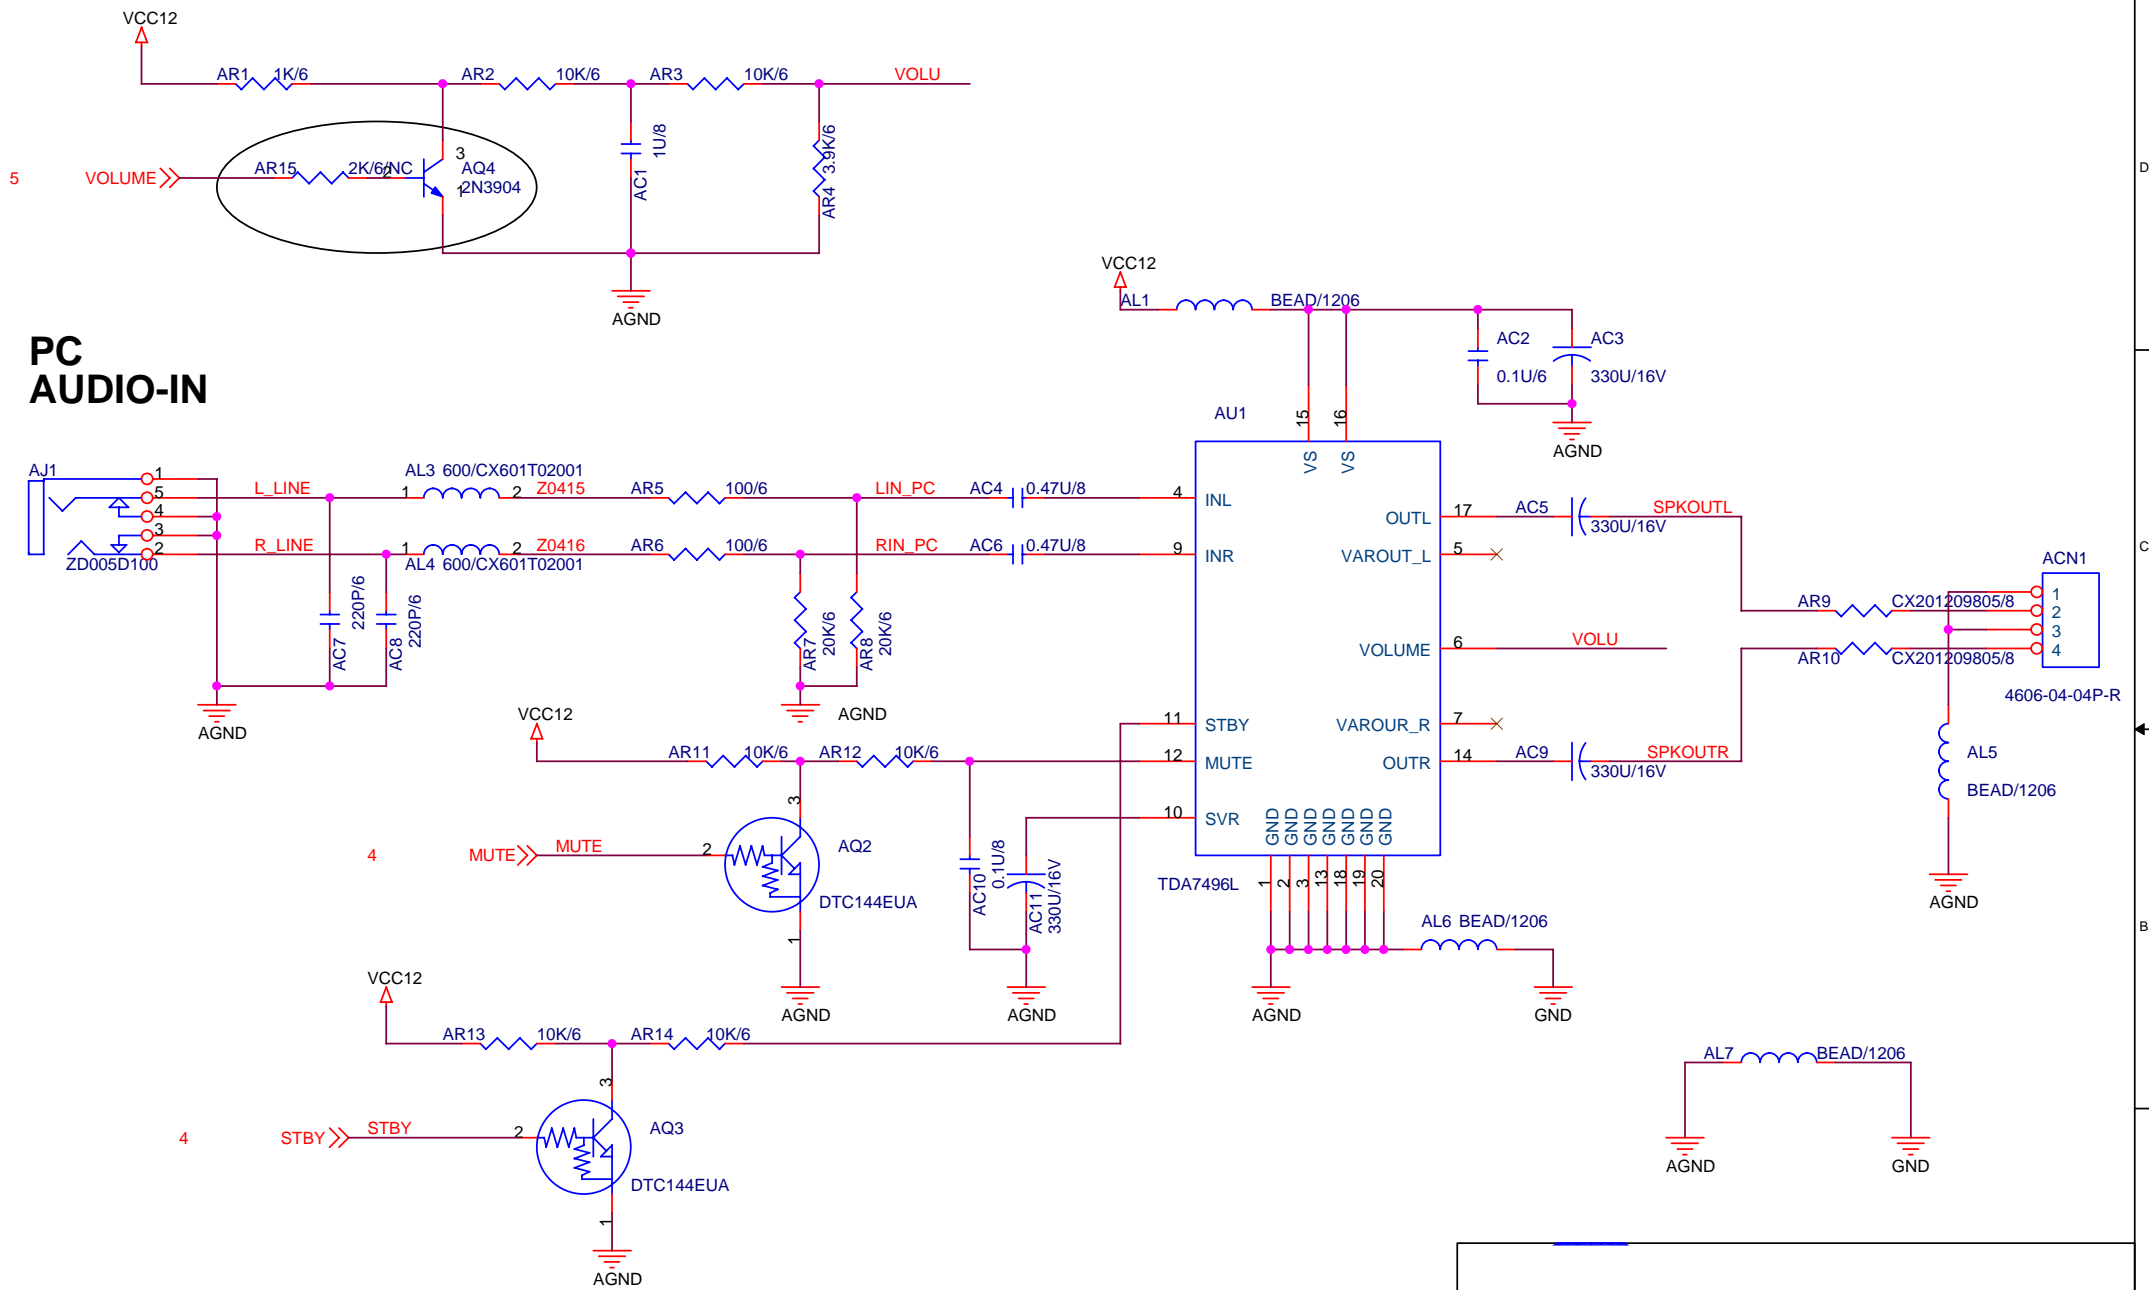 VCC12
AR1 1K/6
AR2 10K/6
AR3 10K/6
VOLU
5
VOLUME
AR15 2K/6/NC
2
3
1
AQ4
2N3904
1U/8
AC1
3.9K/6
AR4
AGND
D
PC
AUDIO-IN
VCC12
AL1
BEAD/1206
AC2
0.1U/6
AC3
330U/16V
AGND
AU1
15
16
VS
VS
AJ1
1
5
4
3
2
ZD005D100
L_LINE
R_LINE
AL3 600/CX601T02001
1
2
Z0415
1
2
Z0416
AL4 600/CX601T02001
AR5 100/6
AR6 100/6
LIN_PC
RIN_PC
AC4 0.47U/8
AC6 0.47U/8
4
INL
9
INR
220P/6
AC7
220P/6
AC8
AGND
20K/6
AR7
20K/6
AR8
AGND
OUTL
17
VAROUT_L
5
VOLUME
6
VOLU
VAROUR_R
7
OUTR
14
AC5
330U/16V
SPKOUTL
AC9
330U/16V
SPKOUTR
AR9 CX201209805/8
AR10 CX201209805/8
ACN1
1
2
3
4
4606-04-04P-R
C
AL5
BEAD/1206
AGND
11
STBY
12
MUTE
10
SVR
VCC12
AR11 10K/6
AR12 10K/6
3
4
MUTE
MUTE
2
AQ2
DTC144EUA
1
AGND
0.1U/8
AC10
AC11
330U/16V
AGND
TDA7496L
GND
GND
GND
GND
GND
GND
GND
1
2
3
13
18
19
20
AL6 BEAD/1206
AGND
GND
B
VCC12
AR13 10K/6
AR14 10K/6
3
4
STBY
STBY
2
AQ3
DTC144EUA
1
AGND
AL7 BEAD/1206
AGND
GND